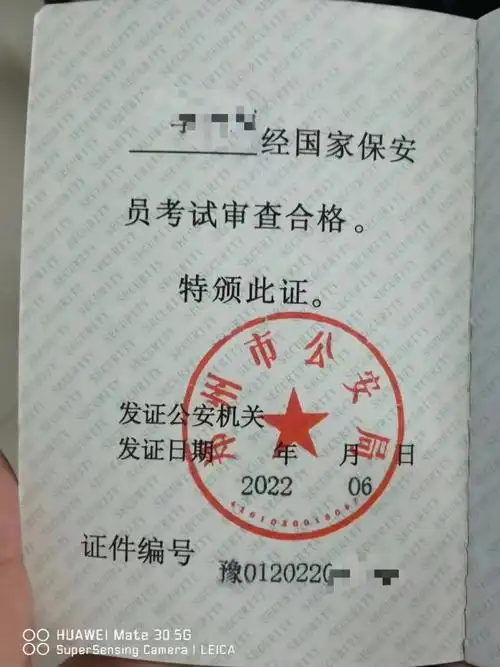 经国家保安
员考试审查合格。
特颁此证。
州市公安局
发证公安机关
发证日期 年 月 日
2022 06
证件编号 豫0120220
HUAWEI Mate 30 5G
SuperSensing Camera | LEICA